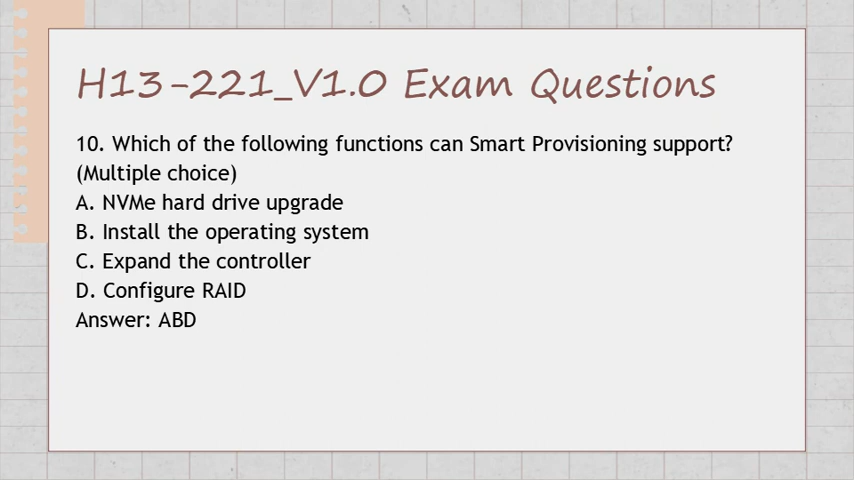 H13-221_V1.0 Exam Questions
10. Which of the following functions can Smart Provisioning support?
(Multiple choice)
A. NVMe hard drive upgrade
B. Install the operating system
C. Expand the controller
D. Configure RAID
Answer: ABD